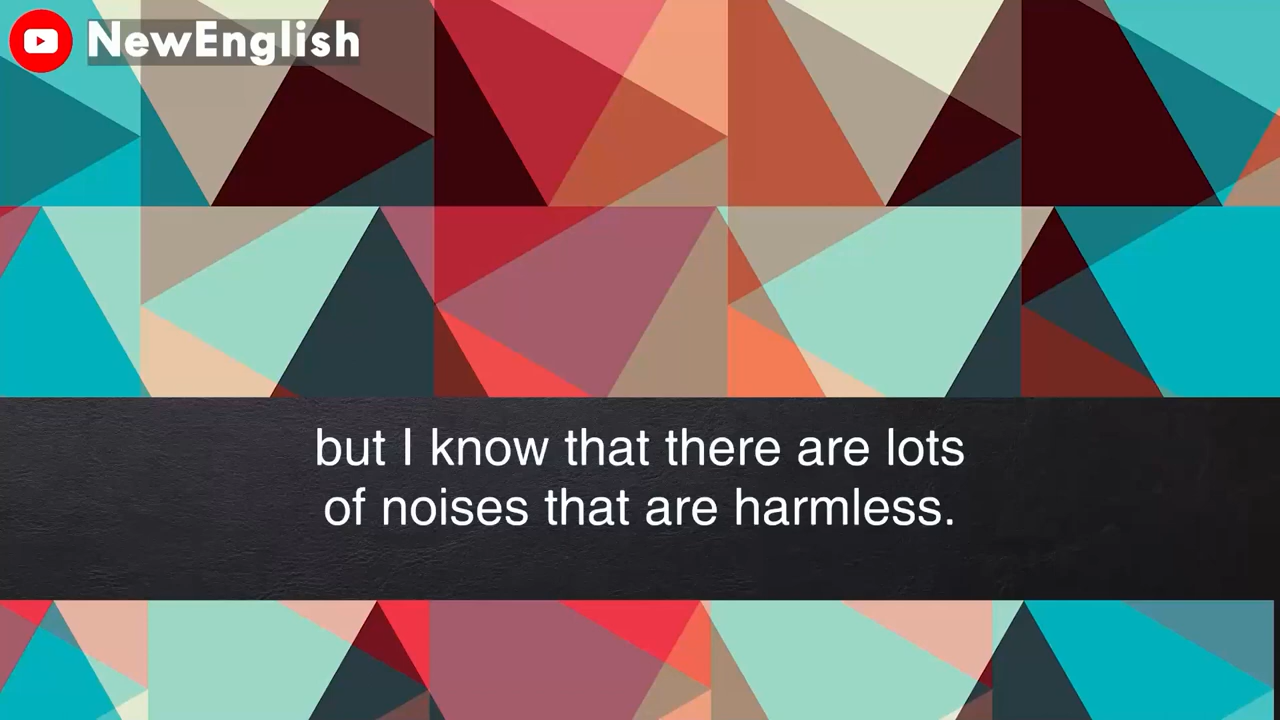 NewEnglish
but I know that there are lots
of noises that are harmless.